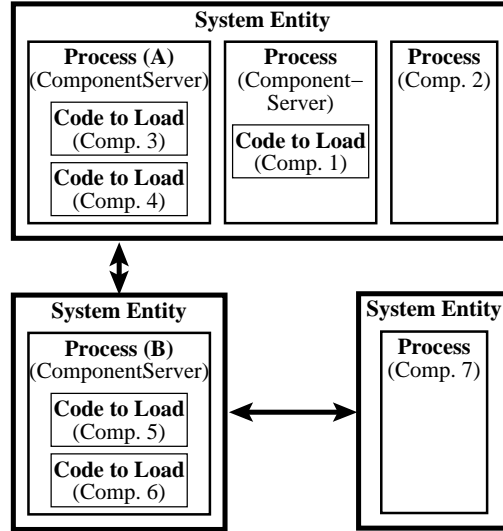 System Entity
Process (A)
(ComponentServer)
Code to Load
(Comp. 3)
Code to Load
(Comp. 4)
Process
(Component–
Server)
Code to Load
(Comp. 1)
Process
(Comp. 2)
System Entity
Process (B)
(ComponentServer)
Code to Load
(Comp. 5)
Code to Load
(Comp. 6)
System Entity
Process
(Comp. 7)